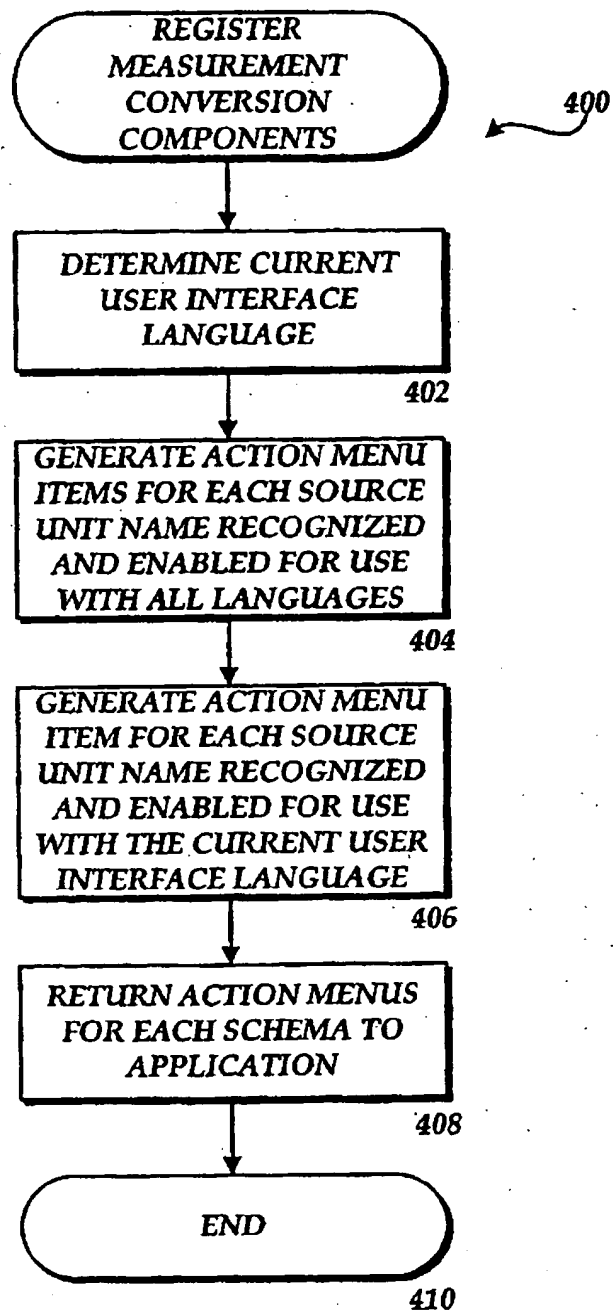 REGISTER
MEASUREMENT
CONVERSION
COMPONENTS
400
DETERMINE CURRENT
USER INTERFACE
LANGUAGE
402
GENERATE ACTION MENU
ITEMS FOR EACH SOURCE
UNIT NAME RECOGNIZED
AND ENABLED FOR USE
WITH ALL LANGUAGES
404
GENERATE ACTION MENU
ITEM FOR EACH SOURCE
UNIT NAME RECOGNIZED
AND ENABLED FOR USE
WITH THE CURRENT USER
INTERFACE LANGUAGE
406
RETURN ACTION MENUS
FOR EACH SCHEMA TO
APPLICATION
408
END
410